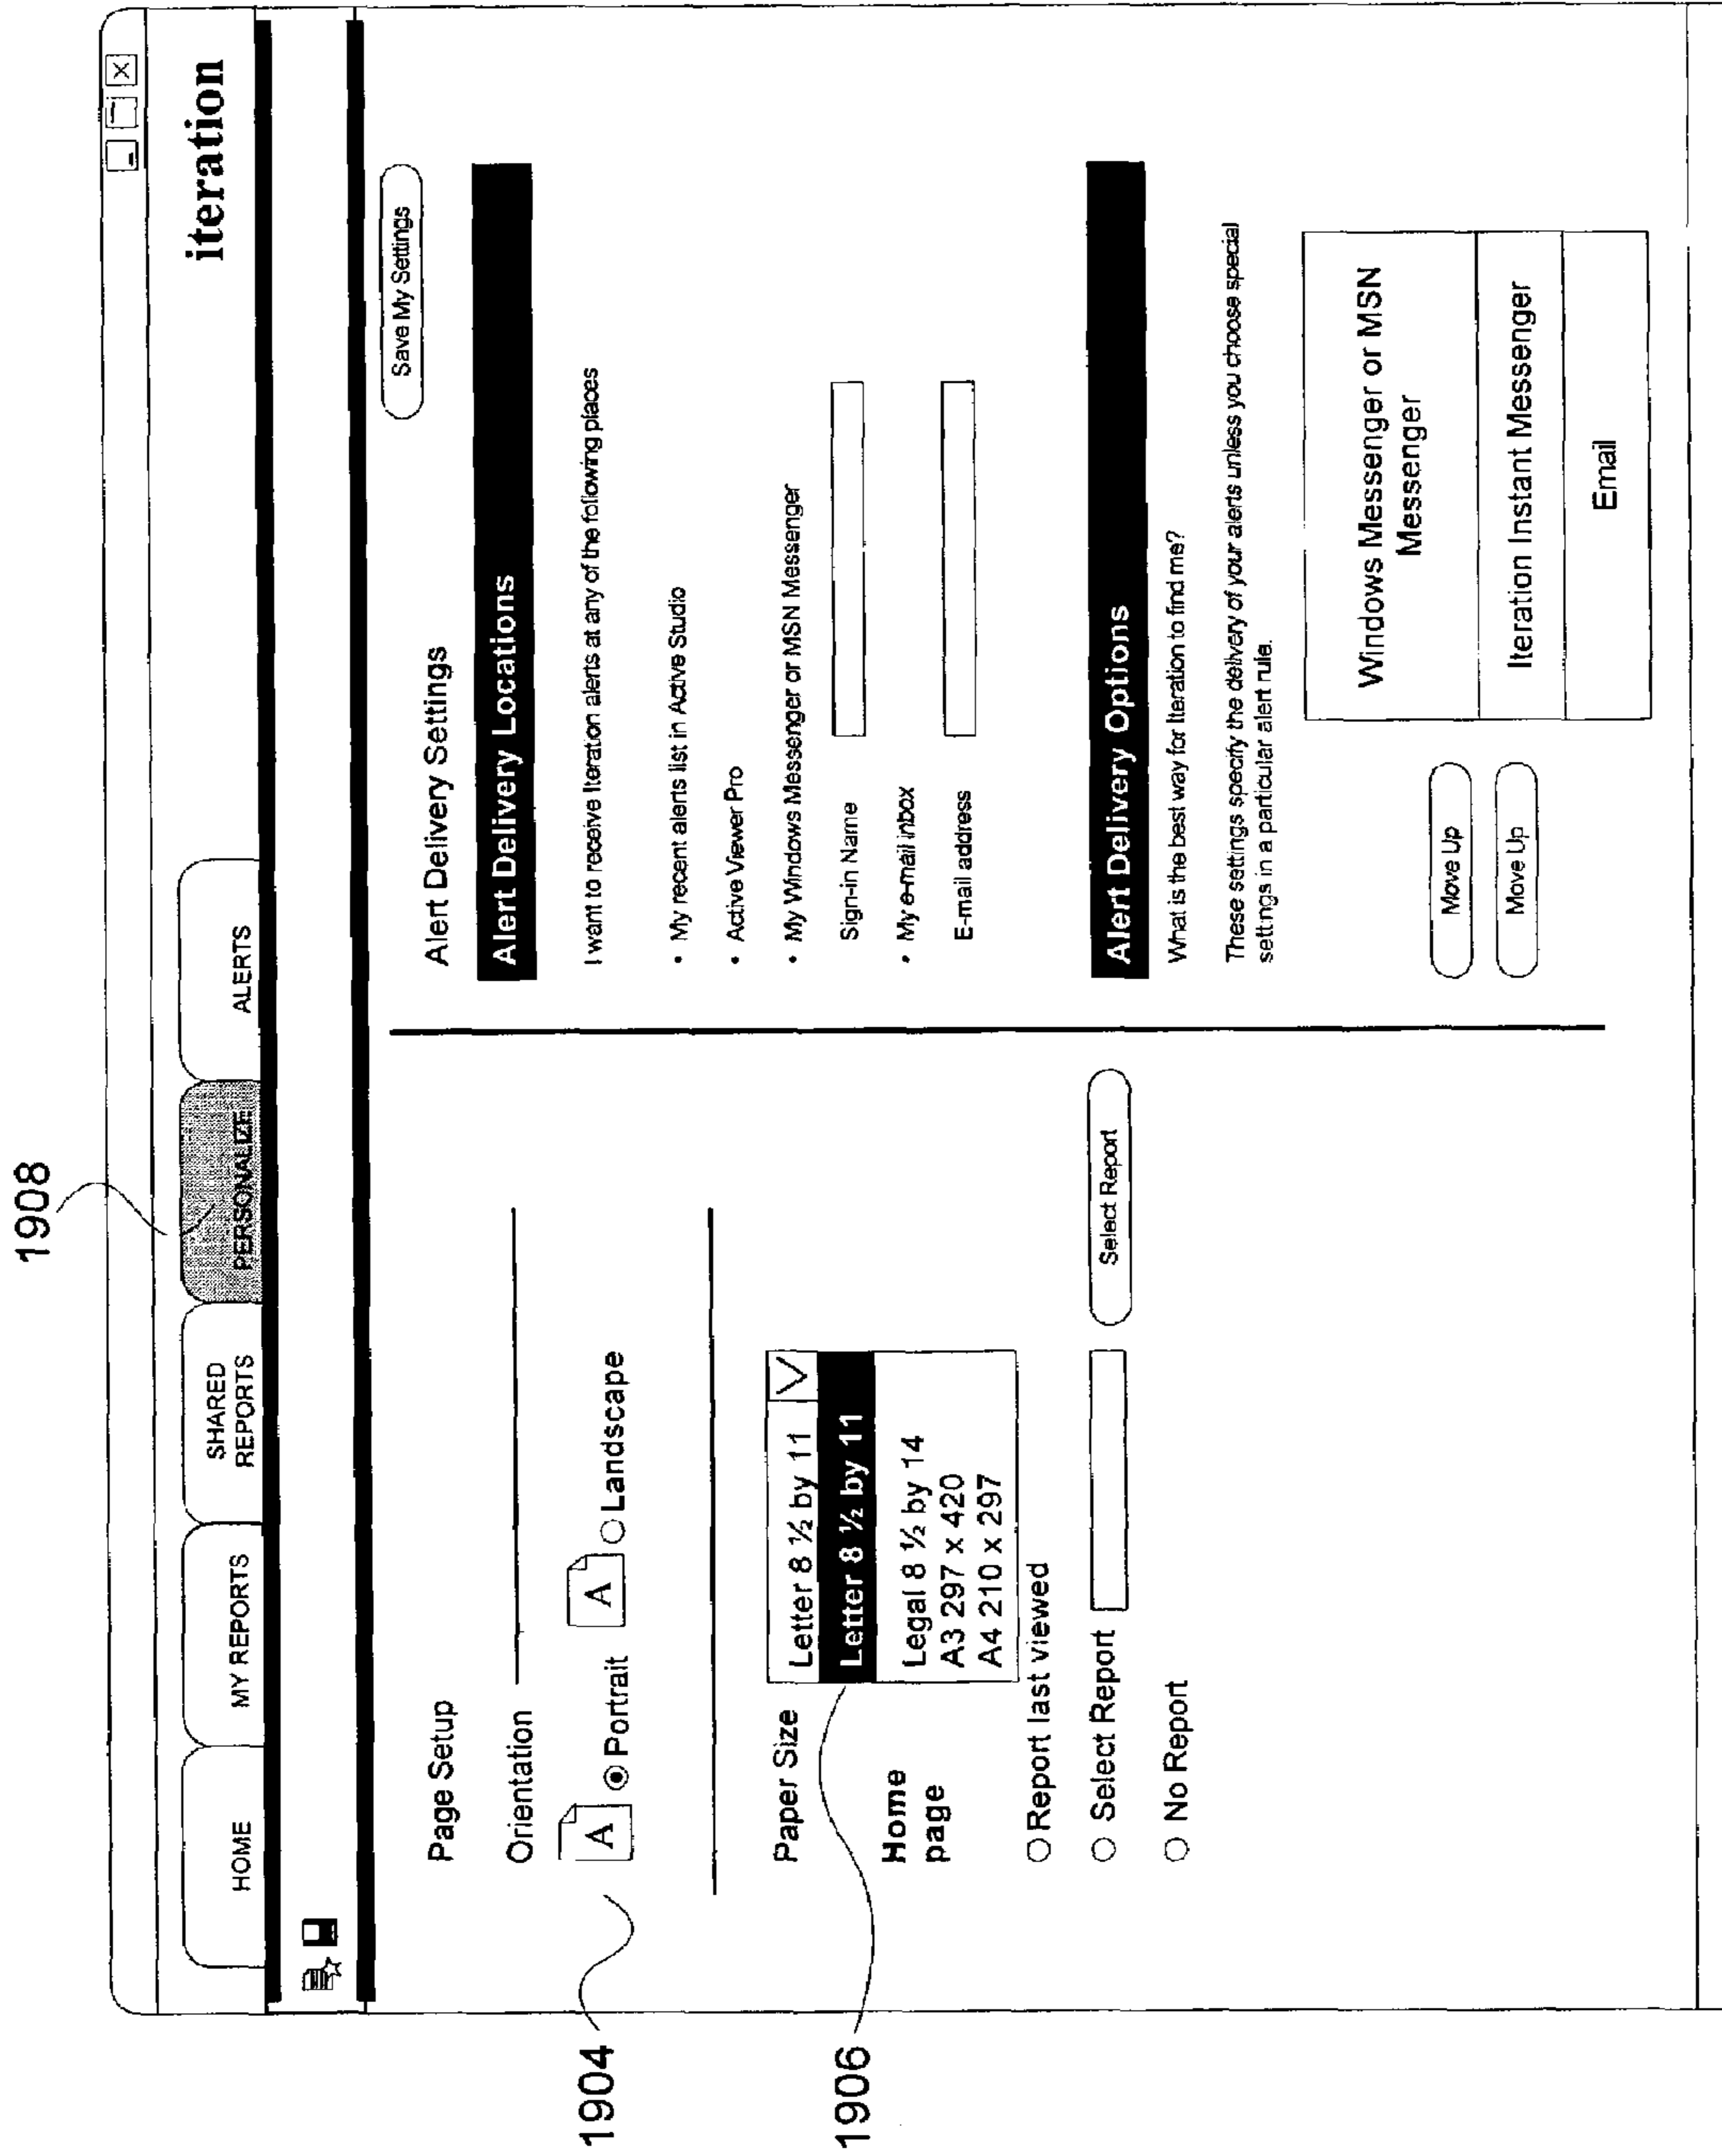 1908
iteration
HOME
MY REPORTS
SHARED
REPORTS
PERSONALIZE
ALERTS
Save My Settings
Page Setup
Orientation
A
Portrait
A
Landscape
1904
Paper Size
Letter 8 ½ by 11
Letter 8 ½ by 11
Legal 8 ½ by 14
A3 297 x 420
A4 210 x 297
1906
Home
page
Report last viewed
Select Report
Select Report
No Report
Alert Delivery Settings
Alert Delivery Locations
I want to receive Iteration alerts at any of the following places
• My recent alerts list in Active Studio
• Active Viewer Pro
• My Windows Messenger or MSN Messenger
Sign-in Name
• My e-mail inbox
E-mail address
Alert Delivery Options
What is the best way for Iteration to find me?
These settings specify the delivery of your alerts unless you choose special
settings in a particular alert rule.
Windows Messenger or MSN
Messenger
Move Up
Iteration Instant Messenger
Move Up
Email